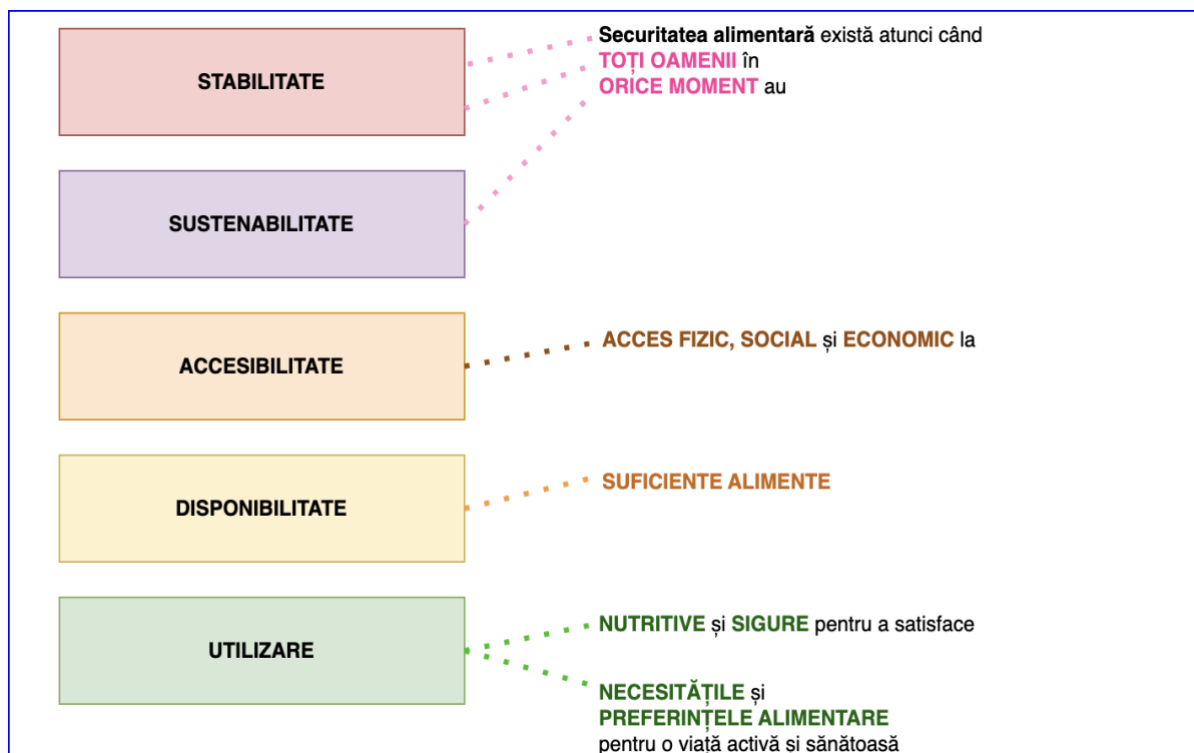 STABILITATE
Securitatea alimentară există atunci când
TOȚI OAMENII în
ORICE MOMENT au
SUSTENABILITATE
ACCESIBILITATE
ACCES FIZIC, SOCIAL și ECONOMIC la
DISPONIBILITATE
SUFICIENTE ALIMENTE
UTILIZARE
NUTRITIVE și SIGURE pentru a satisface
NECESITĂȚILE și
PREFERINȚELE ALIMENTARE
pentru o viață activă și sănătoasă